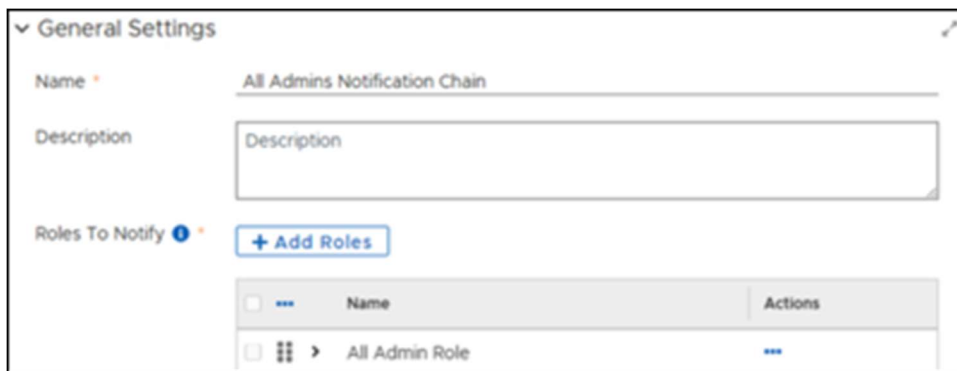 General Settings
Name *
All Admins Notification Chain
Description
Description
Roles To Notify *
+ Add Roles
Name Actions
All Admin Role